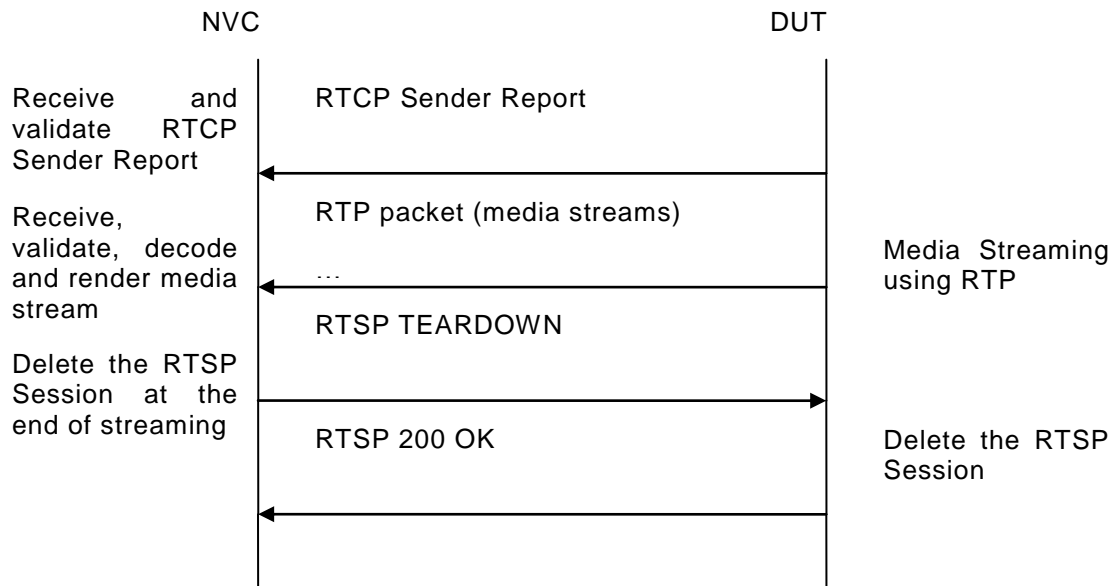 NVC
DUT
Receive and
validate RTCP
Sender Report
RTCP Sender Report
Receive,
validate, decode
and render media
stream
RTP packet (media streams)
…
Media Streaming
using RTP
RTSP TEARDOWN
Delete the RTSP
Session at the
end of streaming
RTSP 200 OK
Delete the RTSP
Session